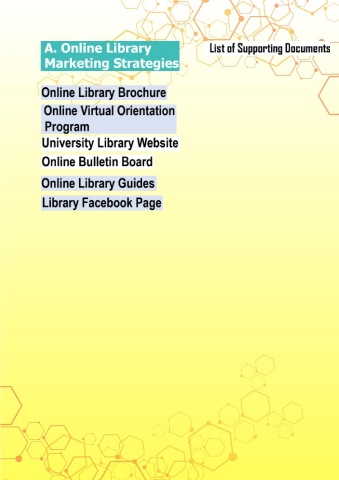 A. Online Library
Marketing Strategies
List of Supporting Documents
Online Library Brochure
Online Virtual Orientation
Program
University Library Website
Online Bulletin Board
Online Library Guides
Library Facebook Page